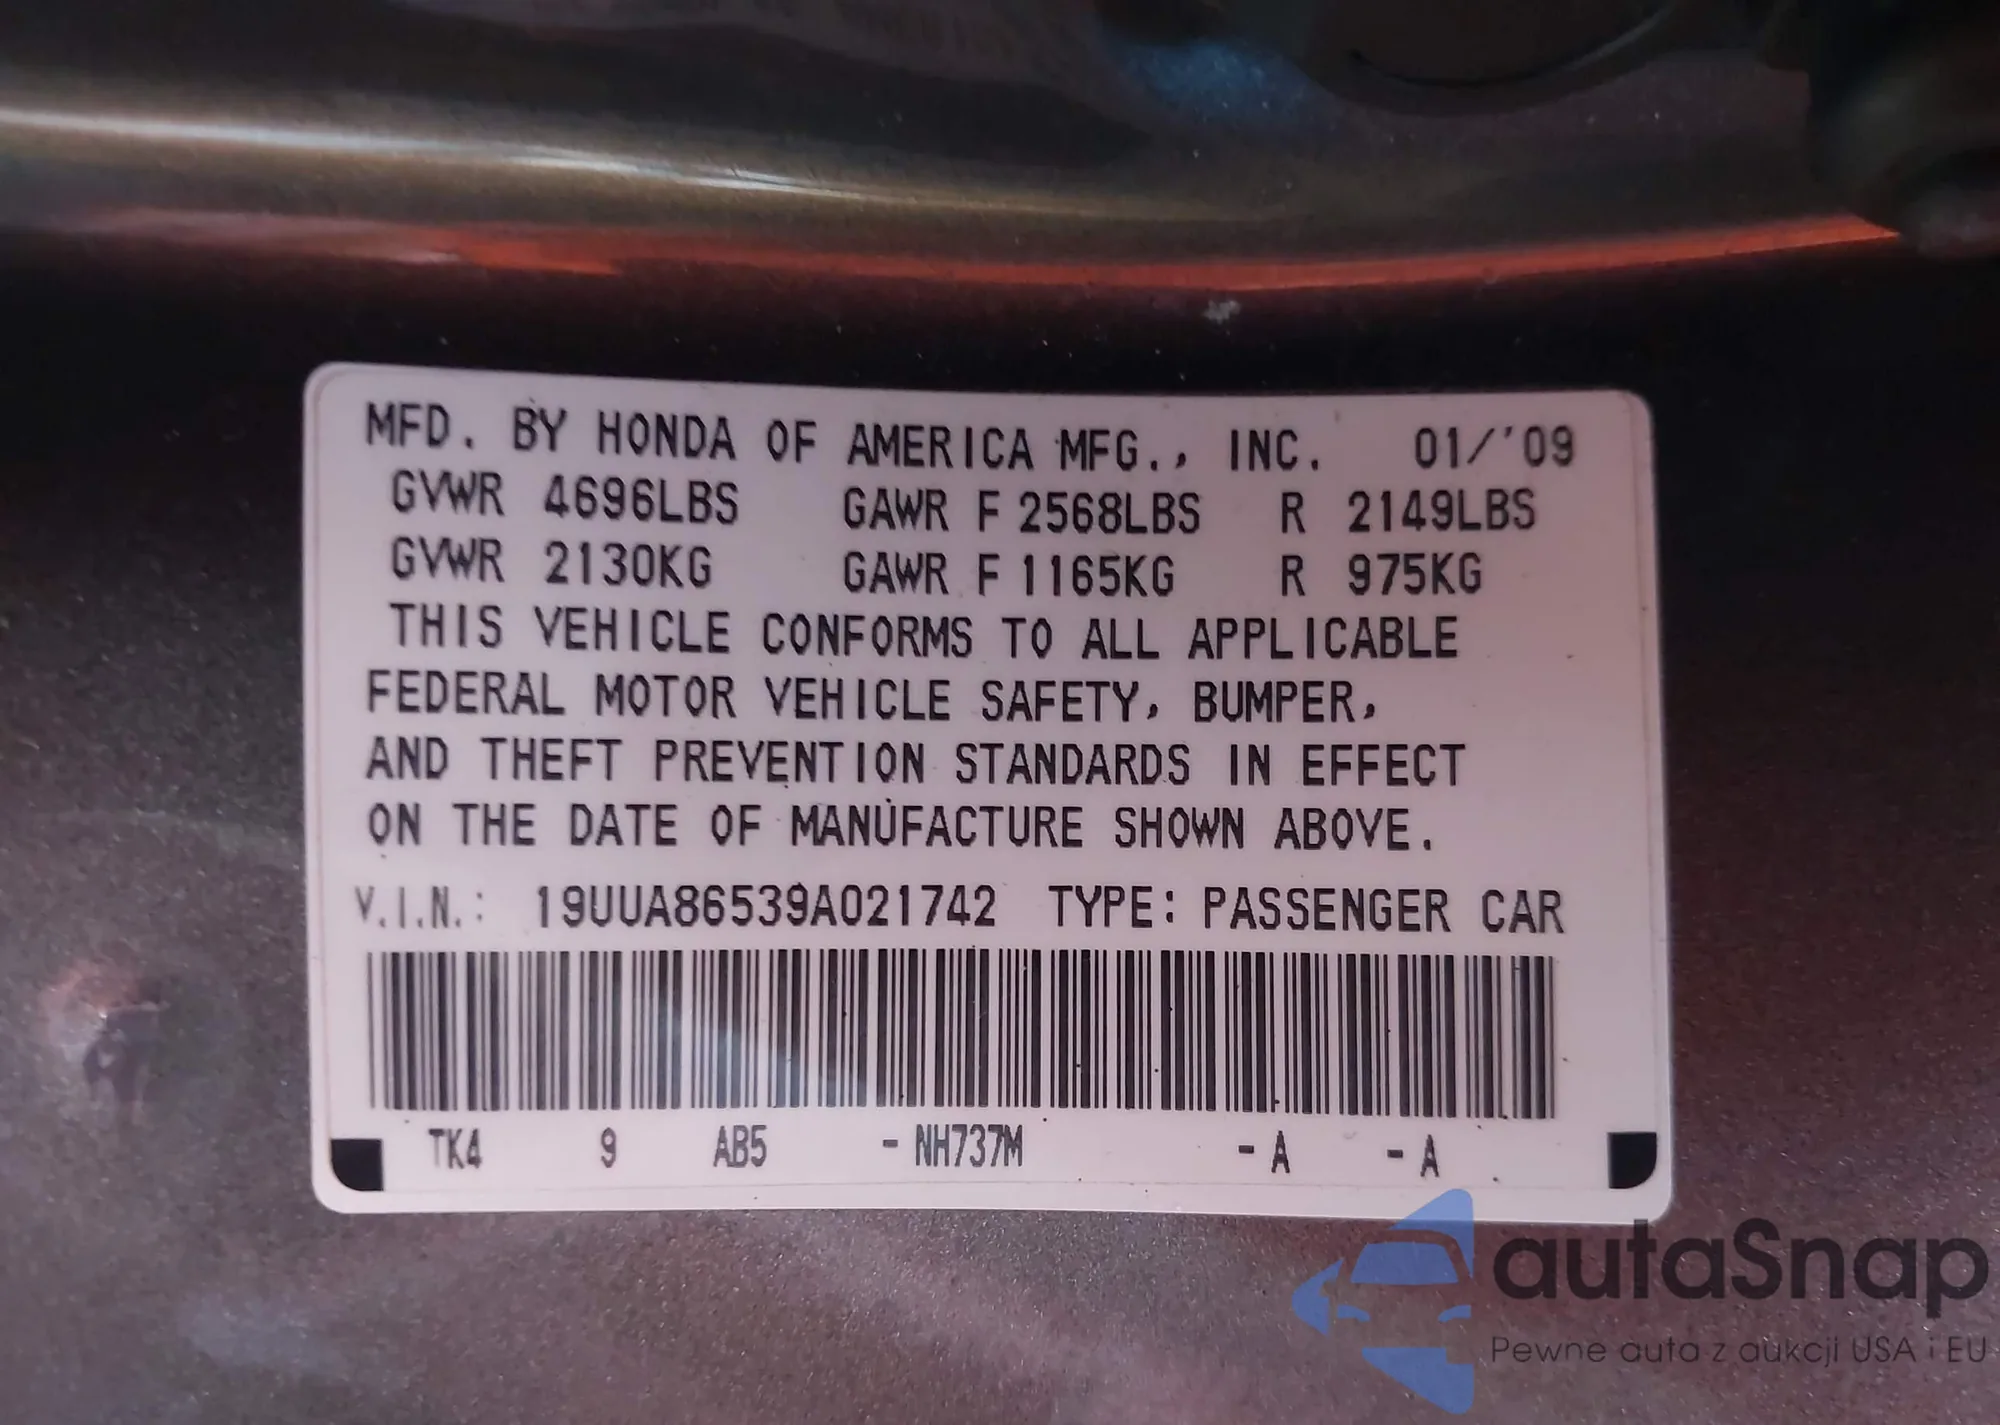 MFD. BY HONDA OF AMERICA MFG., INC. 01/'09
GVWR 4696LBS GAWR F 2568LBS R 2149LBS
GVWR 2130KG GAWR F 1165KG R 975KG
THIS VEHICLE CONFORMS TO ALL APPLICABLE
FEDERAL MOTOR VEHICLE SAFETY, BUMPER,
AND THEFT PREVENTION STANDARDS IN EFFECT
ON THE DATE OF MANUFACTURE SHOWN ABOVE.
V.I.N.: 19UUA86539A021742 TYPE: PASSENGER CAR
TK4 9 AB5 -NH737M -A -A
autaSnap
Pewne auta z aukcji USA i EU